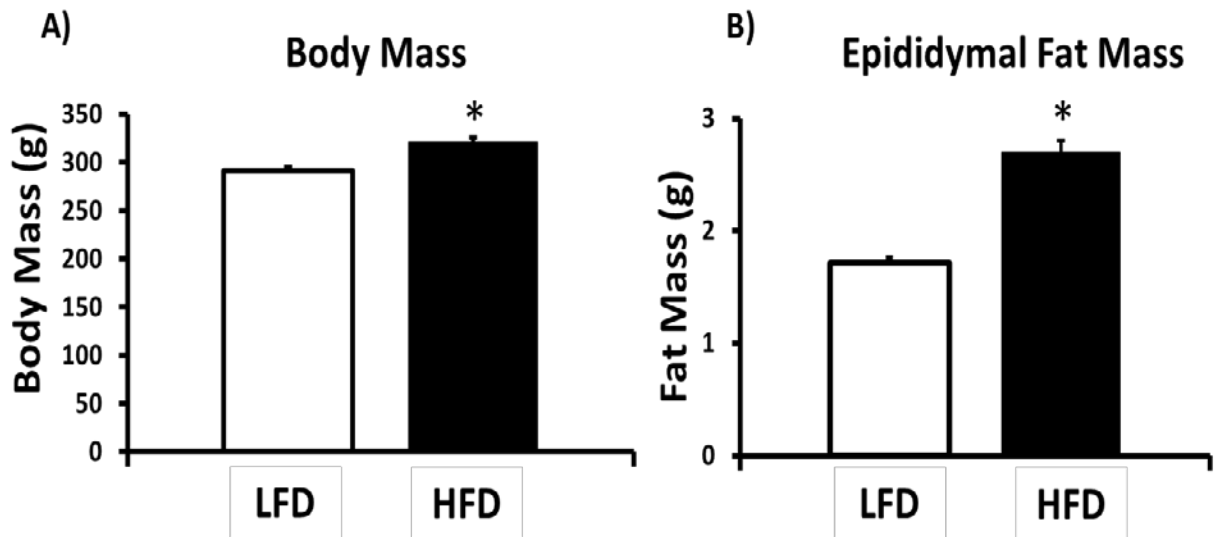 A)
Body Mass
*
350
300
250
200
150
100
50
0
Body Mass (g)
LFD HFD
B)
Epididymal Fat Mass
*
3
2
1
0
Fat Mass (g)
LFD HFD